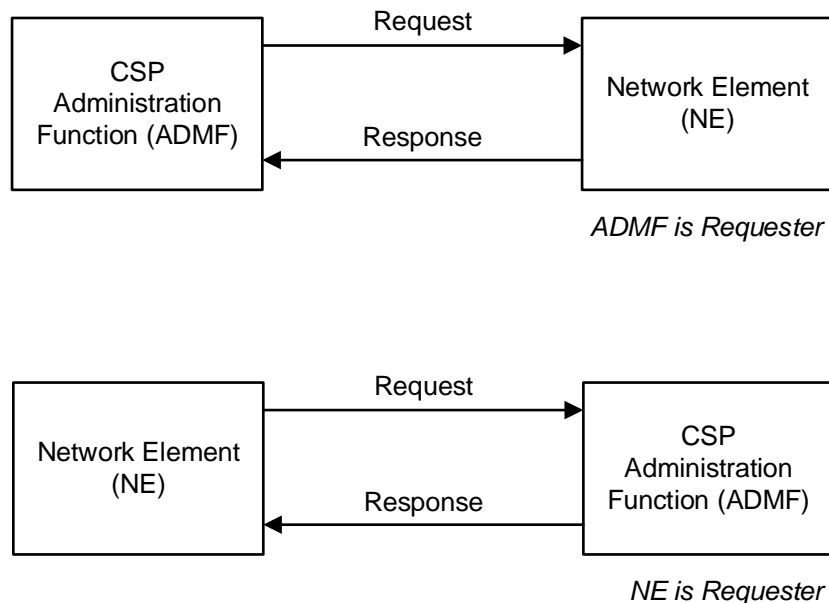 Request
CSP
Administration
Function (ADMF)
Network Element
(NE)
Response
ADMF is Requester
Request
Network Element
(NE)
CSP
Administration
Function (ADMF)
Response
NE is Requester